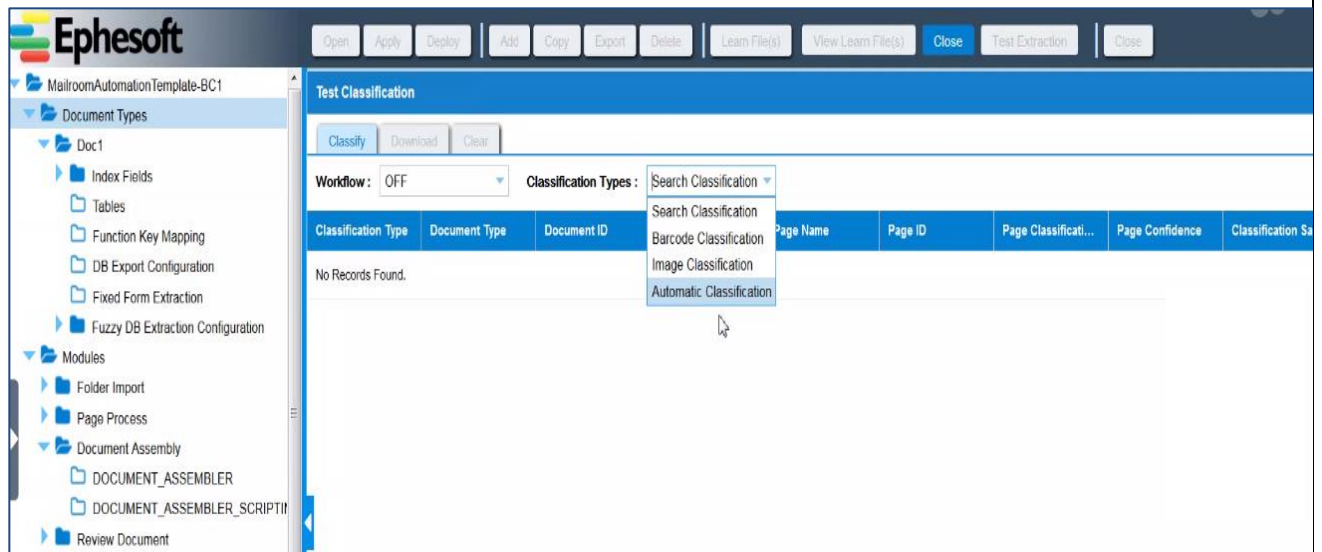 Ephesoft
Open Apply Deploy Add Copy Export Delete Learn File(s) View Learn File(s) Close Test Extraction Close
MailroomAutomationTemplate-BC1
Document Types
Doc1
Index Fields
Tables
Function Key Mapping
DB Export Configuration
Fixed Form Extraction
Fuzzy DB Extraction Configuration
Modules
Folder Import
Page Process
Document Assembly
DOCUMENT_ASSEMBLER
DOCUMENT_ASSEMBLER_SCRIPTIN
Review Document
Test Classification
Classify Download Clear
Workflow : OFF Classification Types : Search Classification
Search Classification
Barcode Classification
Image Classification
Automatic Classification
Classification Type Document Type Document ID Page Name Page ID Page Classificati... Page Confidence Classification Sa
No Records Found.